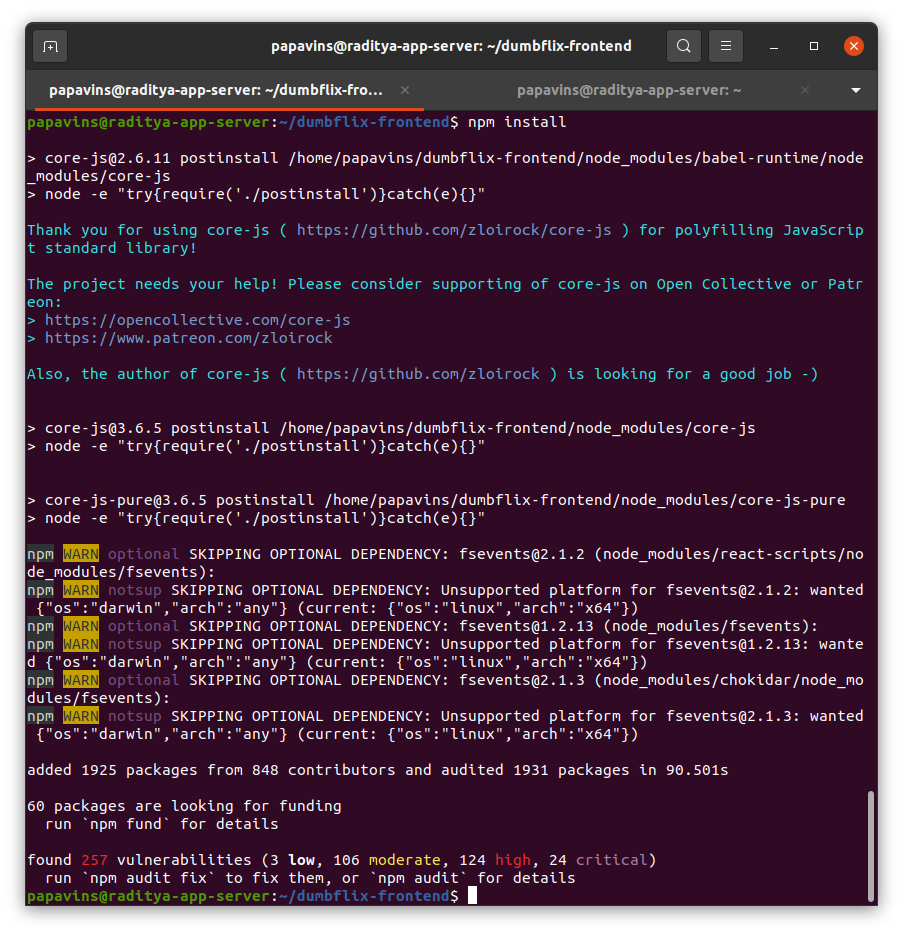 papavins@raditya-app-server: ~/dumbflix-frontend
papavins@raditya-app-server: ~/dumbflix-fro...
papavins@raditya-app-server: ~
papavins@raditya-app-server:~/dumbflix-frontend$ npm install
> core-js@2.6.11 postinstall /home/papavins/dumbflix-frontend/node_modules/babel-runtime/node
_modules/core-js
> node -e "try{require('./postinstall')}catch(e){}"
Thank you for using core-js ( https://github.com/zloirock/core-js ) for polyfilling JavaScrip
t standard library!
The project needs your help! Please consider supporting of core-js on Open Collective or Patr
eon:
> https://opencollective.com/core-js
> https://www.patreon.com/zloirock
Also, the author of core-js ( https://github.com/zloirock ) is looking for a good job -)
> core-js@3.6.5 postinstall /home/papavins/dumbflix-frontend/node_modules/core-js
> node -e "try{require('./postinstall')}catch(e){}"
> core-js-pure@3.6.5 postinstall /home/papavins/dumbflix-frontend/node_modules/core-js-pure
> node -e "try{require('./postinstall')}catch(e){}"
npm WARN optional SKIPPING OPTIONAL DEPENDENCY: fsevents@2.1.2 (node_modules/react-scripts/no
de_modules/fsevents):
npm WARN notsup SKIPPING OPTIONAL DEPENDENCY: Unsupported platform for fsevents@2.1.2: wanted
 {"os":"darwin","arch":"any"} (current: {"os":"linux","arch":"x64"})
npm WARN optional SKIPPING OPTIONAL DEPENDENCY: fsevents@1.2.13 (node_modules/fsevents):
npm WARN notsup SKIPPING OPTIONAL DEPENDENCY: Unsupported platform for fsevents@1.2.13: wante
d {"os":"darwin","arch":"any"} (current: {"os":"linux","arch":"x64"})
npm WARN optional SKIPPING OPTIONAL DEPENDENCY: fsevents@2.1.3 (node_modules/chokidar/node_mo
dules/fsevents):
npm WARN notsup SKIPPING OPTIONAL DEPENDENCY: Unsupported platform for fsevents@2.1.3: wanted
 {"os":"darwin","arch":"any"} (current: {"os":"linux","arch":"x64"})
added 1925 packages from 848 contributors and audited 1931 packages in 90.501s
60 packages are looking for funding
  run `npm fund` for details
found 257 vulnerabilities (3 low, 106 moderate, 124 high, 24 critical)
  run `npm audit fix` to fix them, or `npm audit` for details
papavins@raditya-app-server:~/dumbflix-frontend$